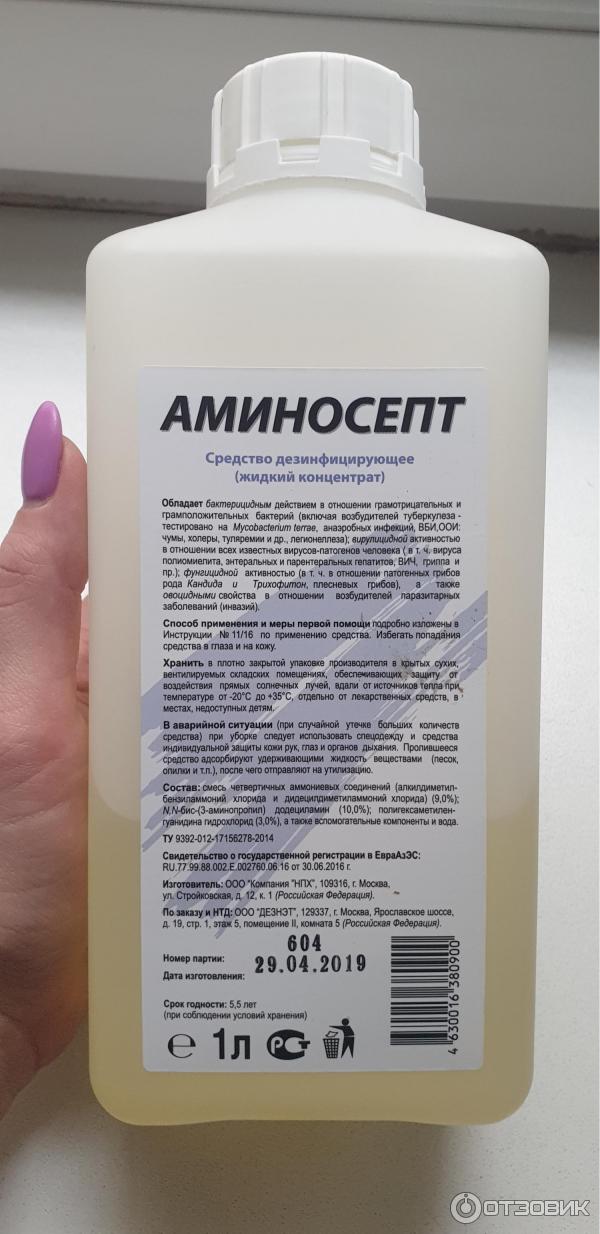 АМИНОСЕПТ
Средство дезинфицирующее
(жидкий концентрат)
Обладает бактерицидным действием в отношении грамотрицательных и
грамположительных бактерий (включая возбудителей туберкулеза -
тестировано на Mycobacterium terrae, анаэробных инфекций, ВБИ,ООИ:
чумы, холеры, туляремии и др., легионеллеза); вирулицидной активностью
в отношении всех известных вирусов-патогенов человека ( в т. ч. вируса
полиомиелита, энтеральных и парентеральных гепатитов, ВИЧ, гриппа и
пр.); фунгицидной активностью (в т. ч. в отношении патогенных грибов
рода Кандида и Трихофитон, плесневых грибов), а также
овоцидными свойства в отношении возбудителей паразитарных
заболеваний (инвазий).
Способ применения и меры первой помощи подробно изложены в
Инструкции № 11/16 по применению средства. Избегать попадания
средства в глаза и на кожу.
Хранить в плотно закрытой упаковке производителя в крытых сухих,
вентилируемых складских помещениях, обеспечивающих защиту от
воздействия прямых солнечных лучей, вдали от источников тепла при
температуре от -20°С до +35°С, отдельно от лекарственных средств, в
местах, недоступных детям.
В аварийной ситуации (при случайной утечке больших количеств
средства) при уборке следует использовать спецодежду и средства
индивидуальной защиты кожи рук, глаз и органов дыхания. Пролившееся
средство адсорбируют удерживающими жидкость веществами (песок,
опилки и т.п.), после чего отправляют на утилизацию.
Состав: смесь четвертичных аммониевых соединений (алкилдиметил-
бензиламмоний хлорида и дидецилдиметиламмоний хлорида) (9,0%);
N,N-бис-(3-аминопропил) додециламин (10,0%); полигексаметилен-
гуанидина гидрохлорид (3,0%), а также вспомогательные компоненты и вода.
ТУ 9392-012-17156278-2014
Свидетельство о государственной регистрации в ЕврАзЭС:
RU.77.99.88.002.E.002760.06.16 от 30.06.2016 г.
Изготовитель: ООО "Компания "НПХ", 109316, г. Москва,
ул. Стройковская, д. 12, к. 1 (Российская Федерация).
По заказу и НТД: ООО "ДЕЗНЭТ", 129337, г. Москва, Ярославское шоссе,
д. 19, стр. 1, этаж 5, помещение II, комната 5 (Российская Федерация).
Номер партии: 604
Дата изготовления: 29.04.2019
Срок годности: 5,5 лет
(при соблюдении условий хранения)
℮ 1л РСТ
4 630016 380900
ОТЗОВИК